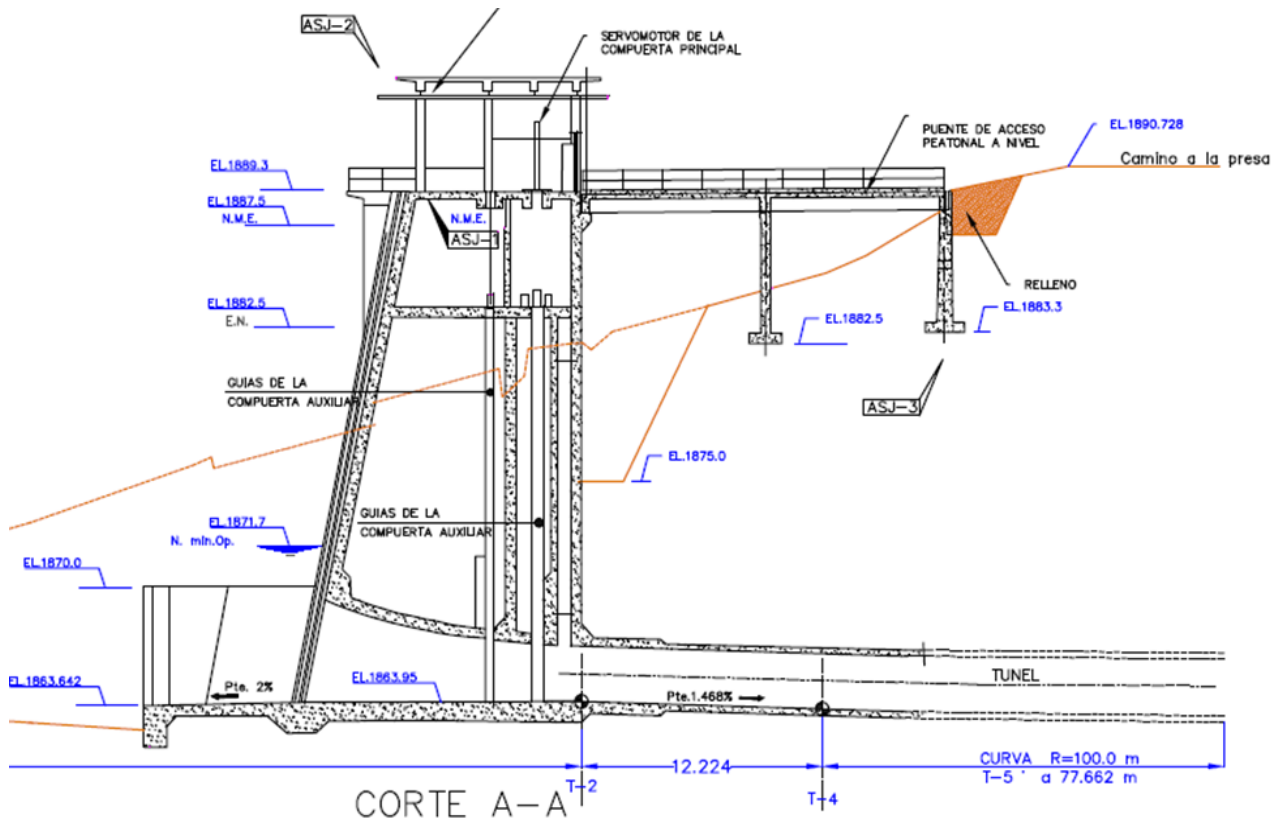 ASJ-2
SERVOMOTOR DE LA
COMPUERTA PRINCIPAL
PUENTE DE ACCESO
PEATONAL A NIVEL
EL.1890.728
Camino a la presa
EL.1889.3
EL.1887.5
N.M.E.
N.M.E.
ASJ-1
RELLENO
EL.1882.5
E.N.
EL.1882.5
EL.1883.3
GUIAS DE LA
COMPUERTA AUXILIAR
ASJ-3
EL.1875.0
GUIAS DE LA
COMPUERTA AUXILIAR
EL.1871.7
N. min.Op.
EL.1870.0
EL.1863.642
Pte. 2%
EL.1863.95
Pte.1.468%
TUNEL
12.224
CURVA R=100.0 m
T-5 ' a 77.662 m
T-2
T-4
CORTE A-A